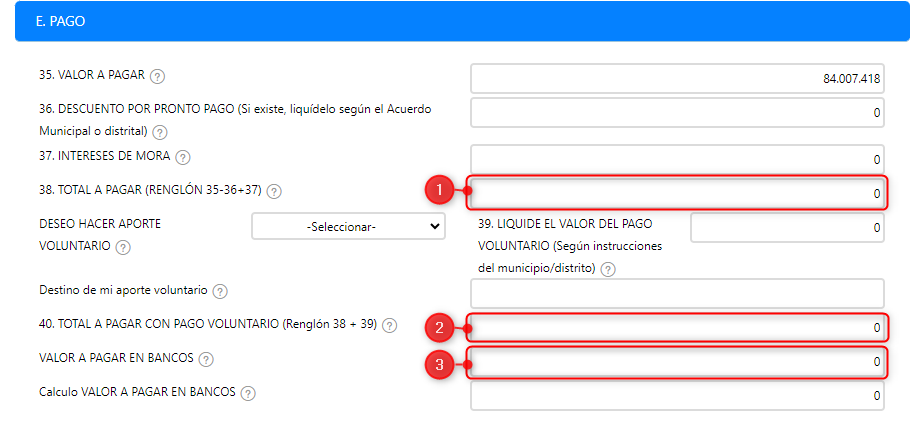 E. PAGO
35. VALOR A PAGAR ?
84.007.418
36. DESCUENTO POR PRONTO PAGO (Si existe, liquídelo según el Acuerdo
Municipal o distrital) ?
0
37. INTERESES DE MORA ?
0
38. TOTAL A PAGAR (RENGLÓN 35-36+37) ?
1
0
DESEO HACER APORTE
VOLUNTARIO ?
-Seleccionar-
39. LIQUIDE EL VALOR DEL PAGO
VOLUNTARIO (Según instrucciones
del municipio/distrito) ?
0
Destino de mi aporte voluntario ?
40. TOTAL A PAGAR CON PAGO VOLUNTARIO (Renglón 38 + 39) ?
2
0
VALOR A PAGAR EN BANCOS ?
3
0
Calculo VALOR A PAGAR EN BANCOS ?
0